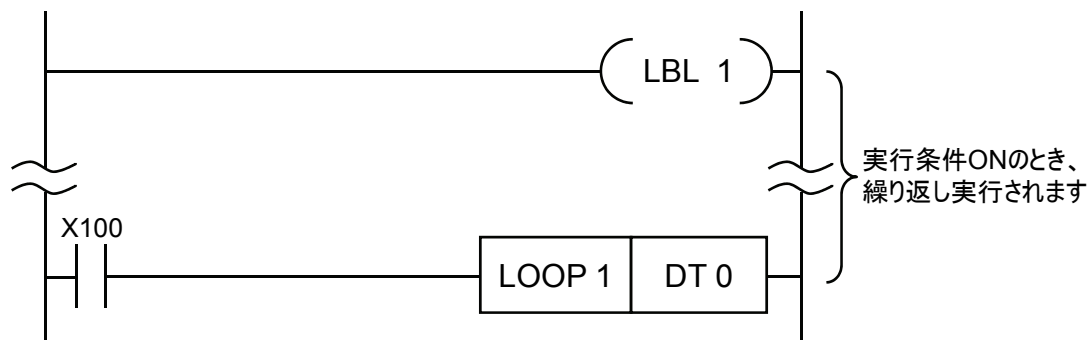 LBL 1
実行条件ONのとき、
繰り返し実行されます
X100
LOOP 1
DT 0